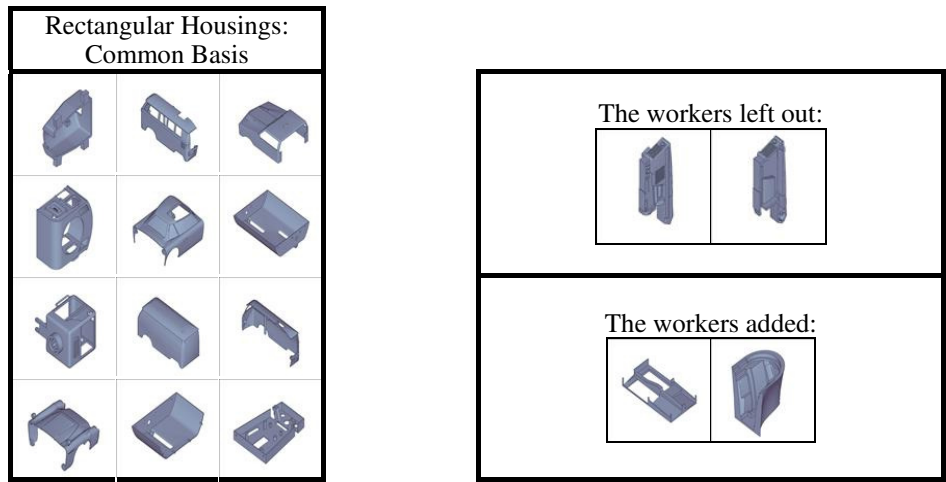 Rectangular Housings:
Common Basis
The workers left out:
The workers added: